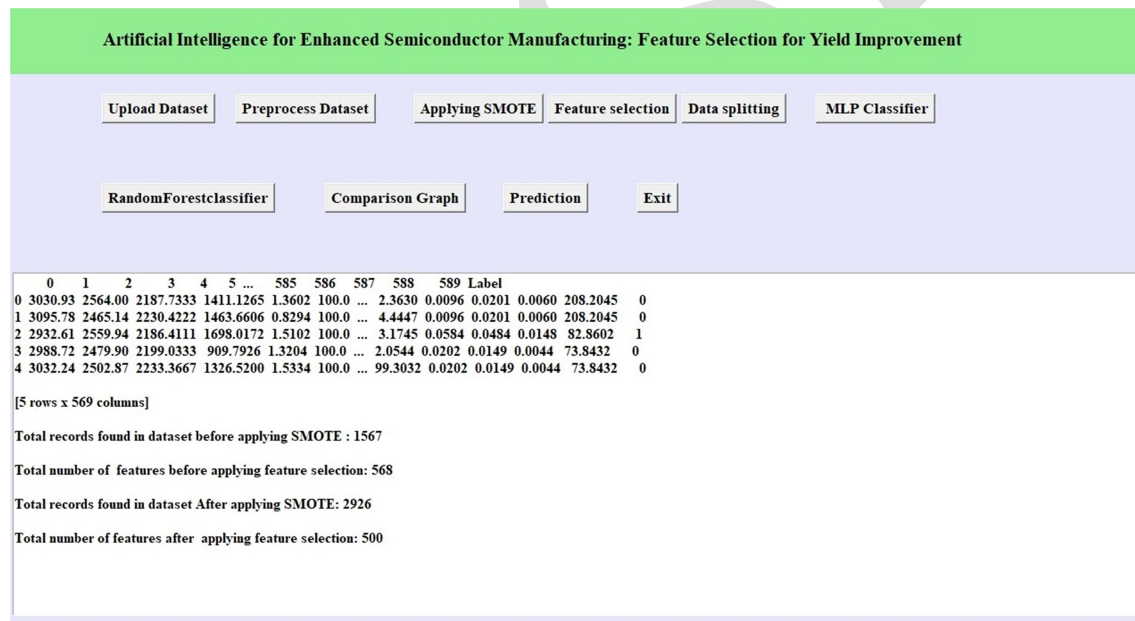 Artificial Intelligence for Enhanced Semiconductor Manufacturing: Feature Selection for Yield Improvement
Upload Dataset Preprocess Dataset Applying SMOTE Feature selection Data splitting MLP Classifier
RandomForestclassifier Comparison Graph Prediction Exit
0 1 2 3 4 5 ... 585 586 587 588 589 Label
0 3030.93 2564.00 2187.7333 1411.1265 1.3602 100.0 ... 2.3630 0.0096 0.0201 0.0060 208.2045 0
1 3095.78 2465.14 2230.4222 1463.6606 0.8294 100.0 ... 4.4447 0.0096 0.0201 0.0060 208.2045 0
2 2932.61 2559.94 2186.4111 1698.0172 1.5102 100.0 ... 3.1745 0.0584 0.0484 0.0148 82.8602 1
3 2988.72 2479.90 2199.0333 909.7926 1.3204 100.0 ... 2.0544 0.0202 0.0149 0.0044 73.8432 0
4 3032.24 2502.87 2233.3667 1326.5200 1.5334 100.0 ... 99.3032 0.0202 0.0149 0.0044 73.8432 0
[5 rows x 569 columns]
Total records found in dataset before applying SMOTE : 1567
Total number of features before applying feature selection: 568
Total records found in dataset After applying SMOTE: 2926
Total number of features after applying feature selection: 500